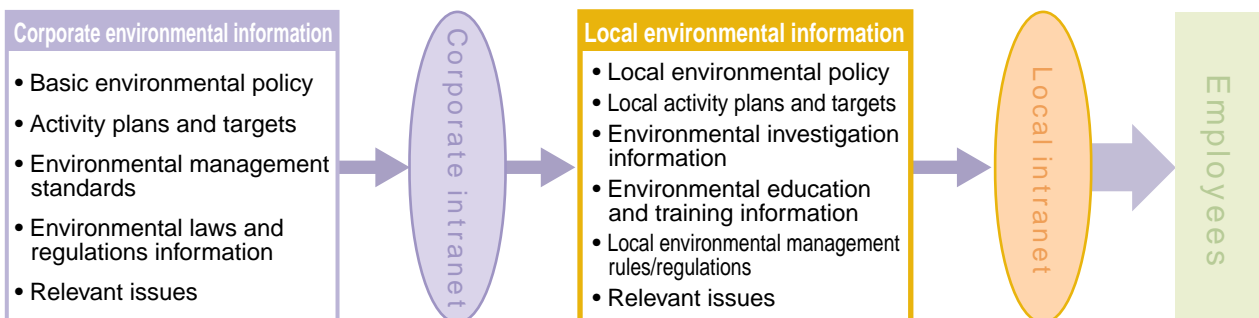 Corporate environmental information
• Basic environmental policy
• Activity plans and targets
• Environmental management
standards
• Environmental laws and
regulations information
• Relevant issues
Corporate intranet
Local environmental information
• Local environmental policy
• Local activity plans and targets
• Environmental investigation
information
• Environmental education
and training information
• Local environmental management
rules/regulations
• Relevant issues
Local intranet
Employees